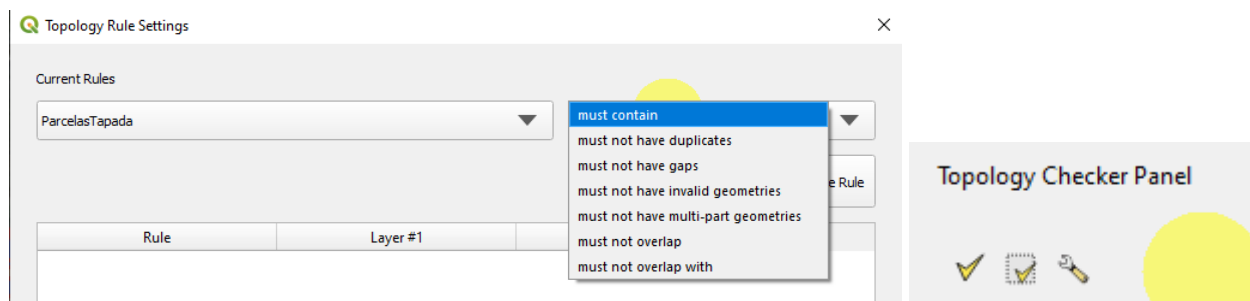 Topology Rule Settings
Current Rules
ParcelasTapada
must contain
must not have duplicates
must not have gaps
must not have invalid geometries
must not have multi-part geometries
must not overlap
must not overlap with
e Rule
Rule
Layer #1
Topology Checker Panel